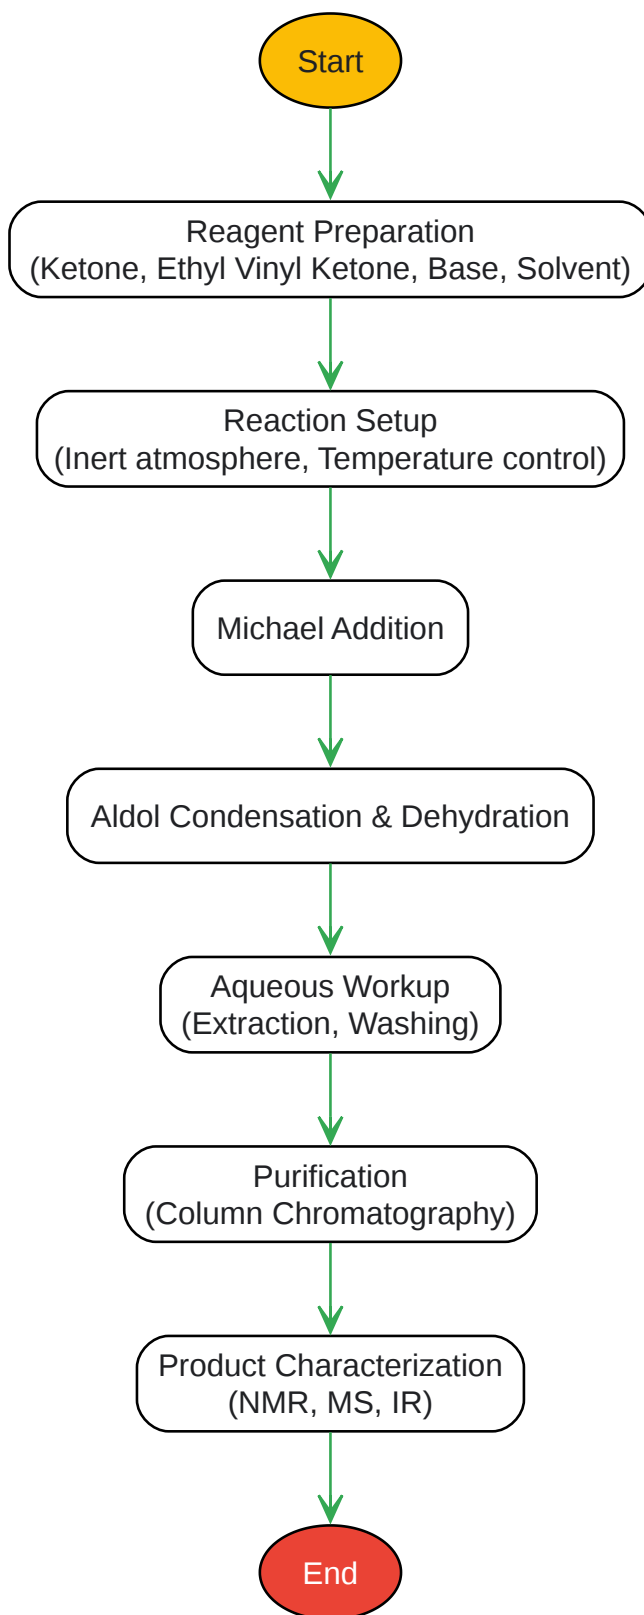 Start
Reagent Preparation
(Ketone, Ethyl Vinyl Ketone, Base, Solvent)
Reaction Setup
(Inert atmosphere, Temperature control)
Michael Addition
Aldol Condensation & Dehydration
Aqueous Workup
(Extraction, Washing)
Purification
(Column Chromatography)
Product Characterization
(NMR, MS, IR)
End